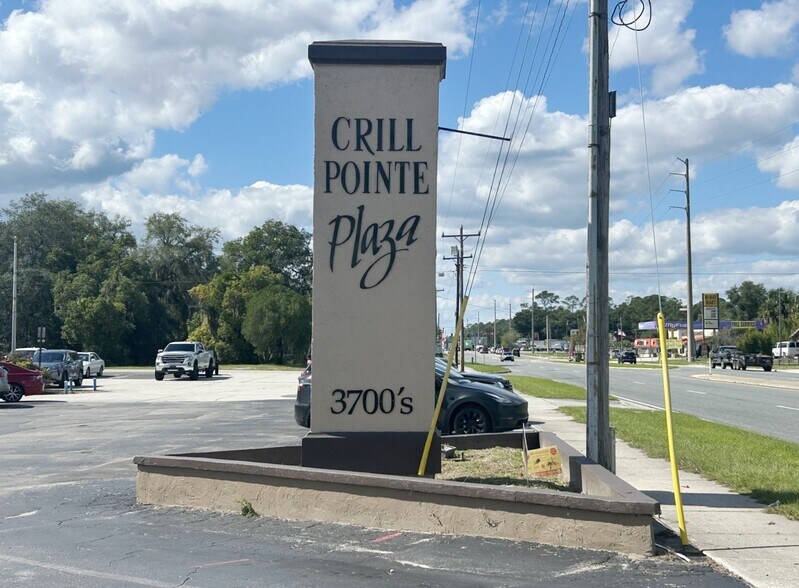 CRILL
POINTE
Plaza
3700's